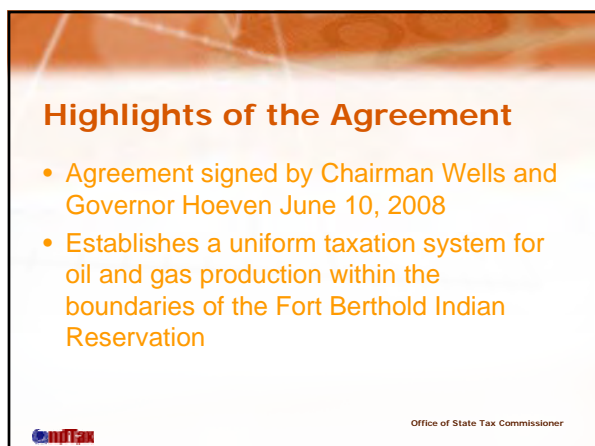 Highlights of the Agreement
• Agreement signed by Chairman Wells and
Governor Hoeven June 10, 2008
• Establishes a uniform taxation system for
oil and gas production within the
boundaries of the Fort Berthold Indian
Reservation
Office of State Tax Commissioner